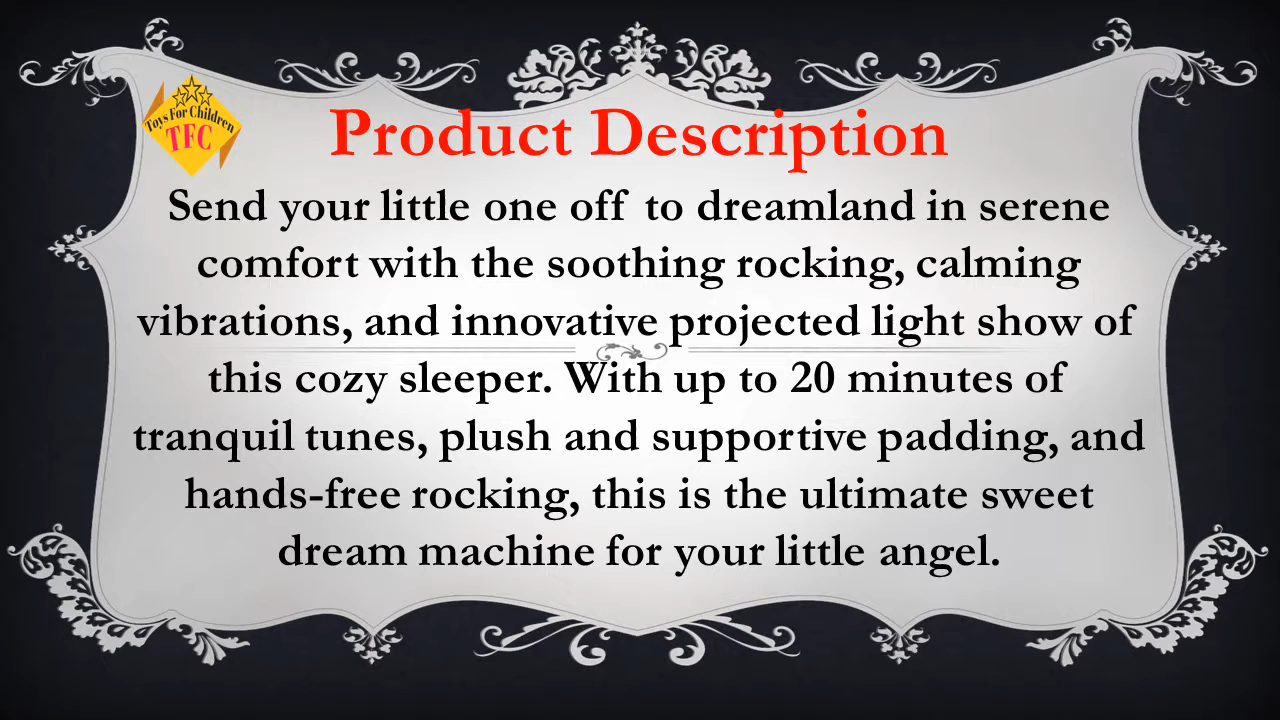 Toys For Children
TFC
Product Description
Send your little one off to dreamland in serene
comfort with the soothing rocking, calming
vibrations, and innovative projected light show of
this cozy sleeper. With up to 20 minutes of
tranquil tunes, plush and supportive padding, and
hands-free rocking, this is the ultimate sweet
dream machine for your little angel.